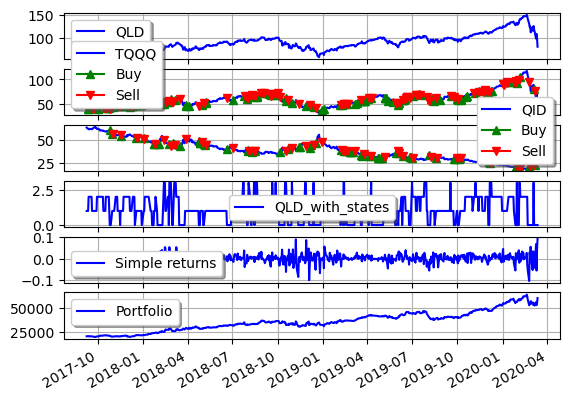 150
100
QLD
100
50
TQQQ
Buy
Sell
50
25
QID
Buy
Sell
2.5
0.0
QLD_with_states
0.1
0.0
−0.1
Simple returns
50000
25000
Portfolio
2017-10
2018-01
2018-04
2018-07
2018-10
2019-01
2019-04
2019-07
2019-10
2020-01
2020-04